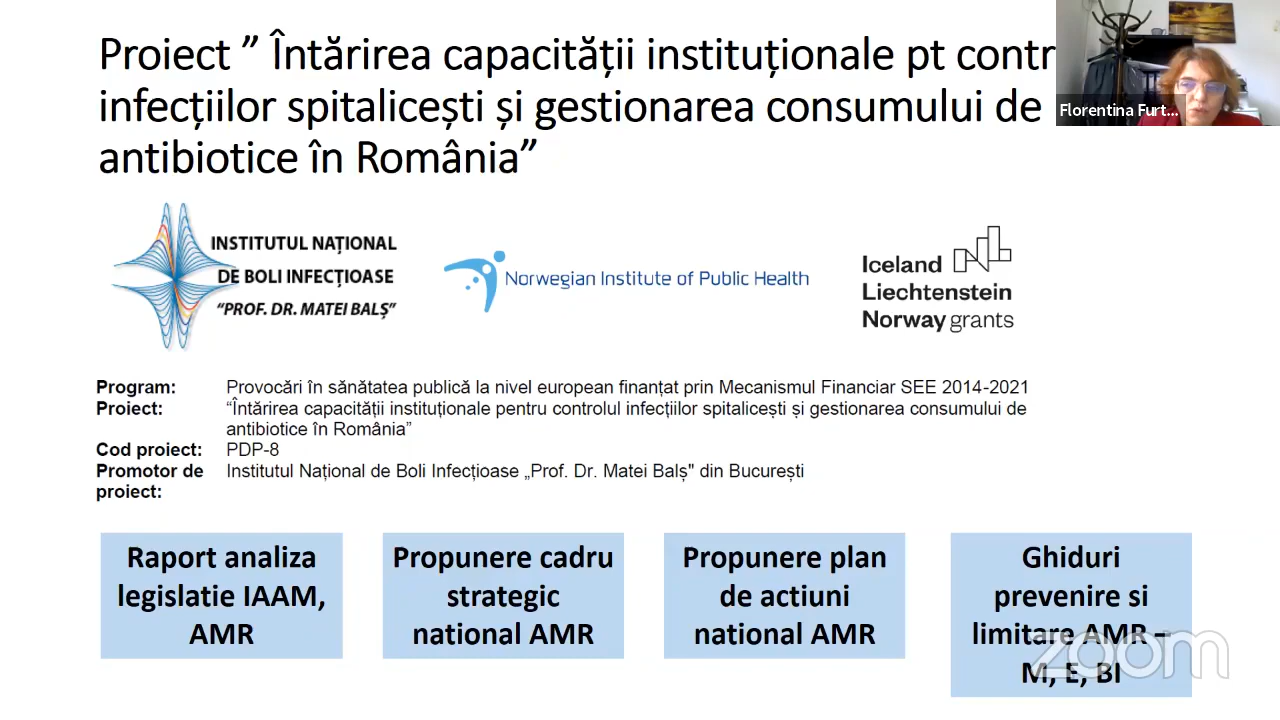 Proiect ” Întărirea capacității instituționale pt contr
infecțiilor spitalicești și gestionarea consumului de
antibiotice în România”
Florentina Furt...
INSTITUTUL NAȚIONAL
DE BOLI INFECȚIOASE
“PROF. DR. MATEI BALȘ”
Norwegian Institute of Public Health
Iceland
Liechtenstein
Norway grants
Program: Provocări în sănătatea publică la nivel european finanțat prin Mecanismul Financiar SEE 2014-2021
Proiect: “Întărirea capacității instituționale pentru controlul infecțiilor spitalicești și gestionarea consumului de
antibiotice în România”
Cod proiect: PDP-8
Promotor de Institutul Național de Boli Infecțioase „Prof. Dr. Matei Balș" din București
proiect:
Raport analiza
legislatie IAAM,
AMR
Propunere cadru
strategic
national AMR
Propunere plan
de actiuni
national AMR
Ghiduri
prevenire si
limitare AMR –
M, E, BI
zoom